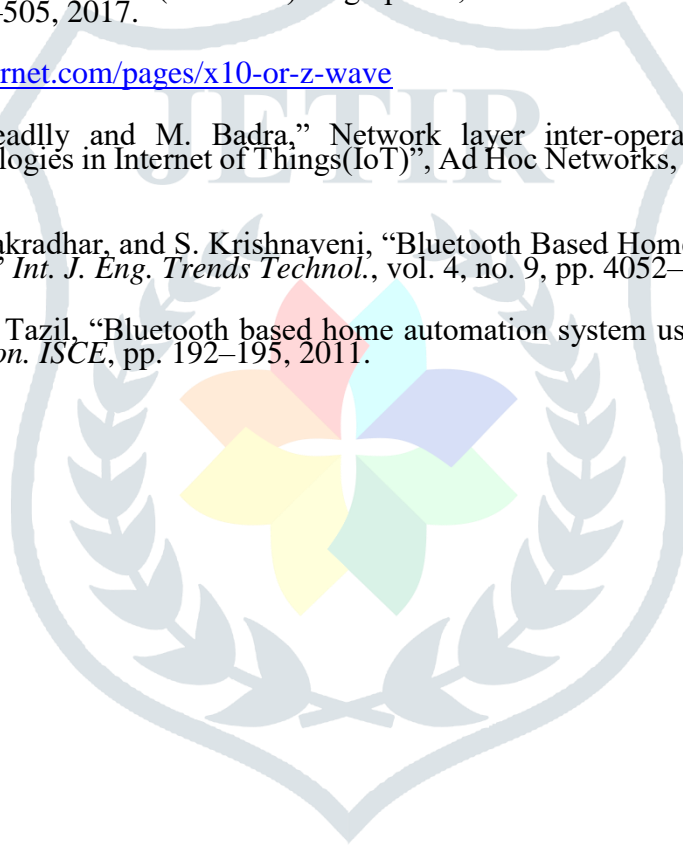 –505, 2017.
rnet.com/pages/x10-or-z-wave
JETIR
eadlly and M. Badra,” Network layer inter-opera
logies in Internet of Things(IoT)”, Ad Hoc Networks,
akradhar, and S. Krishnaveni, “Bluetooth Based Home
” Int. J. Eng. Trends Technol., vol. 4, no. 9, pp. 4052–
Tazil, “Bluetooth based home automation system us
on. ISCE, pp. 192–195, 2011.